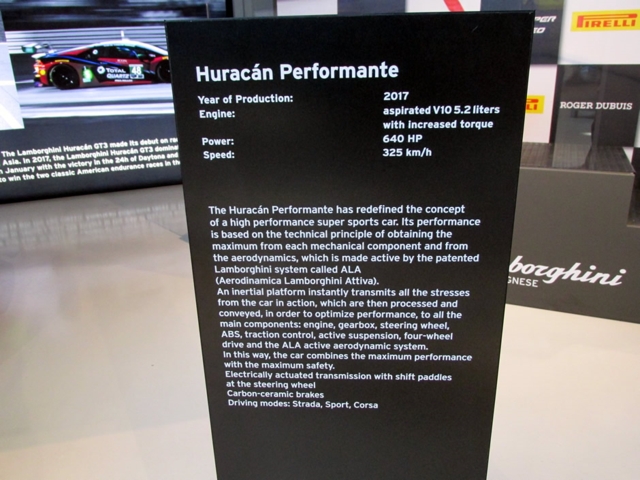 Huracán Performante
Year of Production: 2017
Engine: aspirated V10 5.2 liters
with increased torque
Power: 640 HP
Speed: 325 km/h
The Huracán Performante has redefined the concept
of a high performance super sports car. Its performance
is based on the technical principle of obtaining the
maximum from each mechanical component and from
the aerodynamics, which is made active by the patented
Lamborghini system called ALA
(Aerodinamica Lamborghini Attiva).
An inertial platform instantly transmits all the stresses
from the car in action, which are then processed and
conveyed, in order to optimize performance, to all the
main components: engine, gearbox, steering wheel,
ABS, traction control, active suspension, four-wheel
drive and the ALA active aerodynamic system.
In this way, the car combines the maximum performance
with the maximum safety.
Electrically actuated transmission with shift paddles
at the steering wheel
Carbon-ceramic brakes
Driving modes: Strada, Sport, Corsa
TOTAL
48
The Lamborghini Huracán GT3 made its debut on
Asia. In 2017, the Lamborghini Huracán GT3
January with the victory in the 24h of Daytona and
to win the two classic American endurance races in the
PIRELLI
ROGER DUBUIS
borghini
GNESE